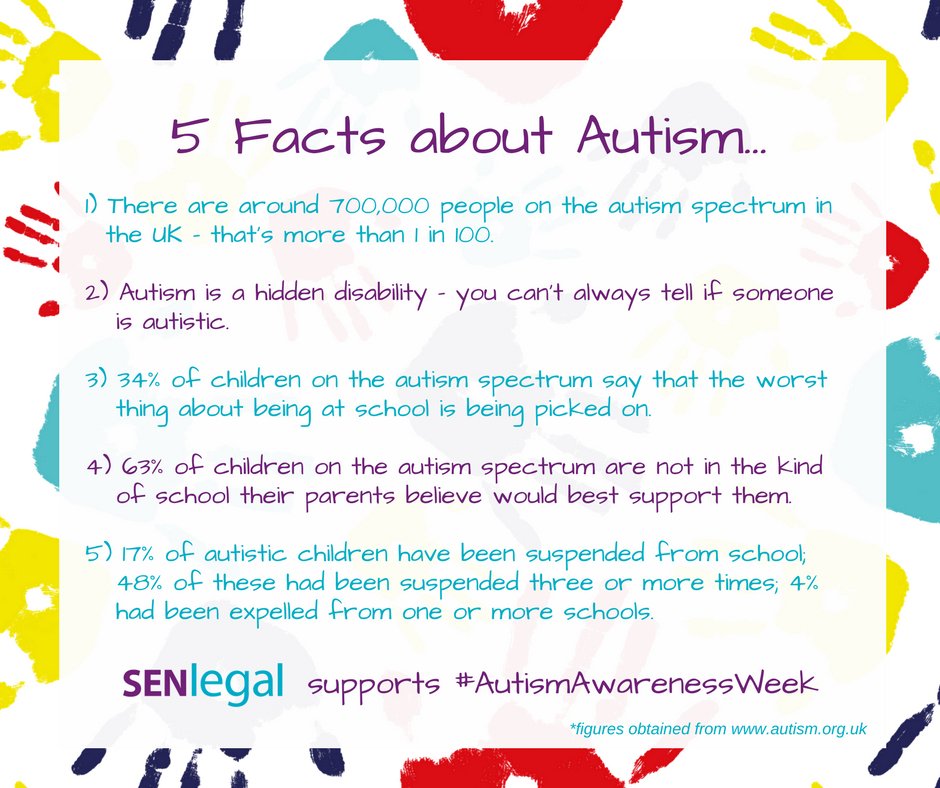 5 Facts about Autism...
1) There are around 700,000 people on the autism spectrum in
the UK - that's more than 1 in 100.
2) Autism is a hidden disability - you can't always tell if someone
is autistic.
3) 34% of children on the autism spectrum say that the worst
thing about being at school is being picked on.
4) 63% of children on the autism spectrum are not in the kind
of school their parents believe would best support them.
5) 17% of autistic children have been suspended from school;
48% of these had been suspended three or more times; 4%
had been expelled from one or more schools.
SENlegal supports #AutismAwarenessWeek
*figures obtained from www.autism.org.uk